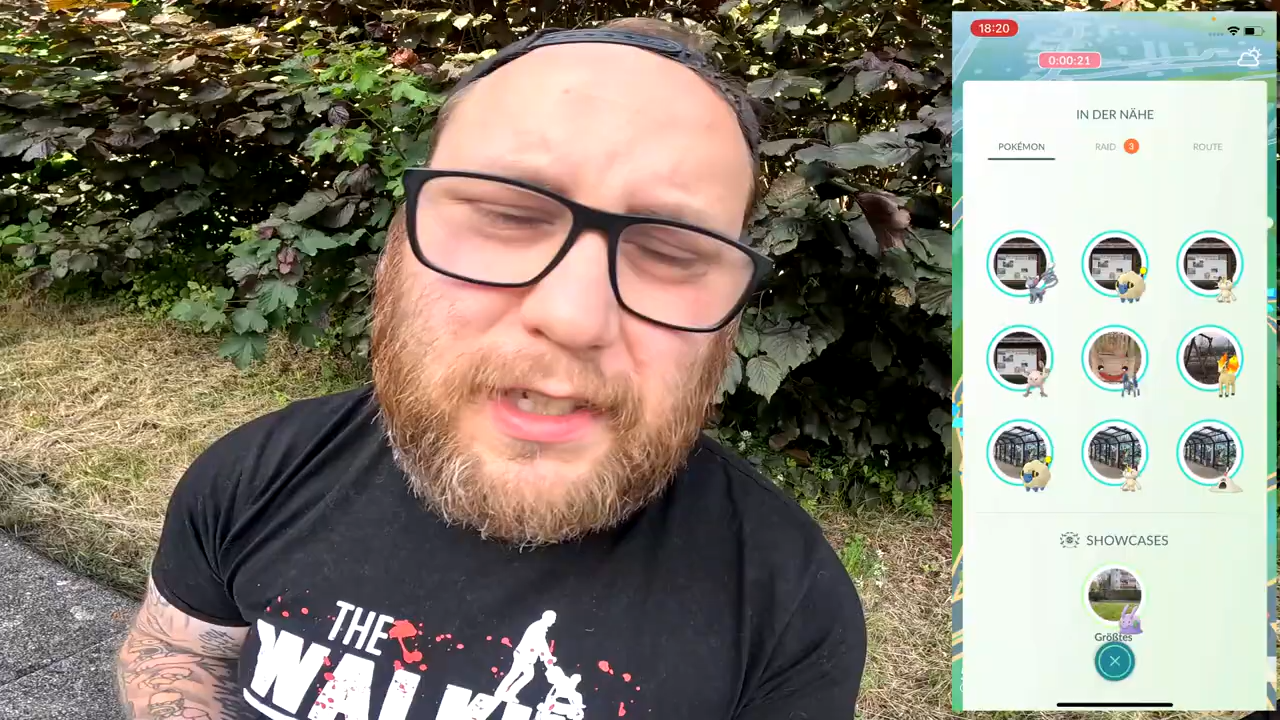 THE
WALK
18:20
0:00:21
IN DER NÄHE
POKÉMON
RAID 3
ROUTE
SHOWCASES
Größtes